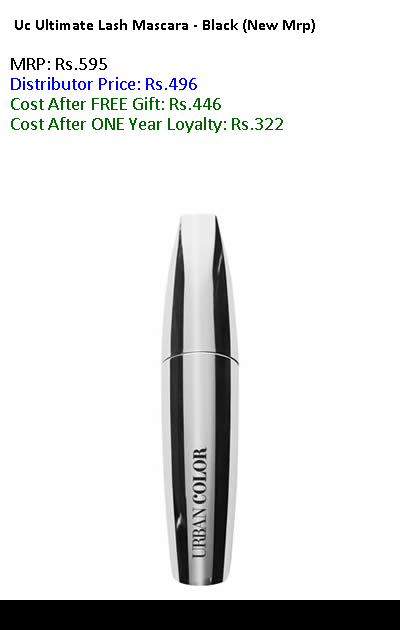 Uc Ultimate Lash Mascara - Black (New Mrp)
MRP: Rs.595
Distributor Price: Rs.496
Cost After FREE Gift: Rs.446
Cost After ONE Year Loyalty: Rs.322
URBAN COLOR